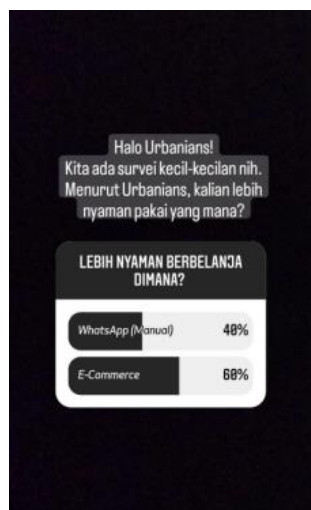 Halo Urbanians!
Kita ada survei kecil-kecilan nih.
Menurut Urbanians, kalian lebih
nyaman pakai yang mana?
LEBIH NYAMAN BERBELANJA
DIMANA?
WhatsApp (Manual) 40%
E-Commerce 60%